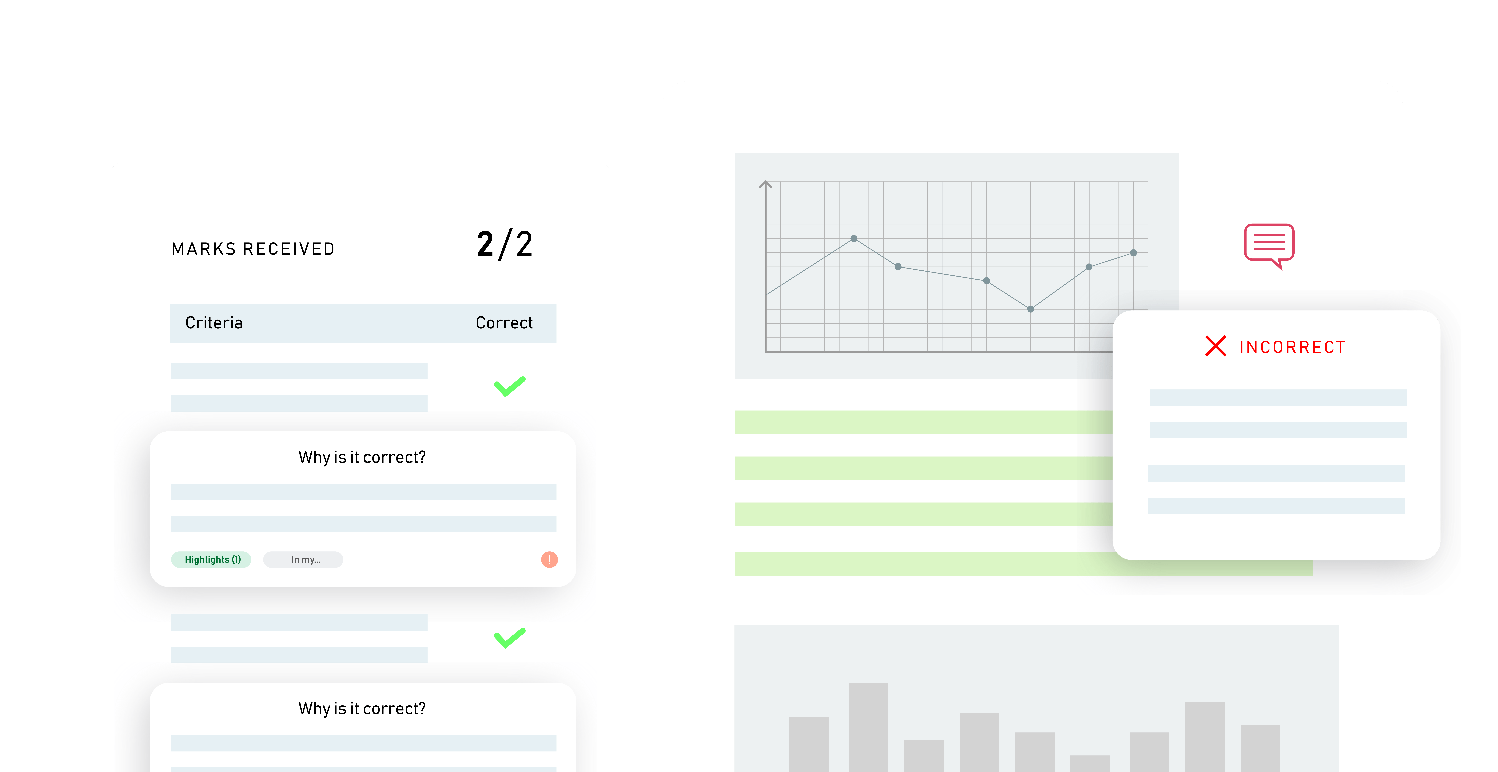 MARKS RECEIVED 2/2
Criteria Correct
Why is it correct?
Highlights (1) In my...
!
Why is it correct?
INCORRECT